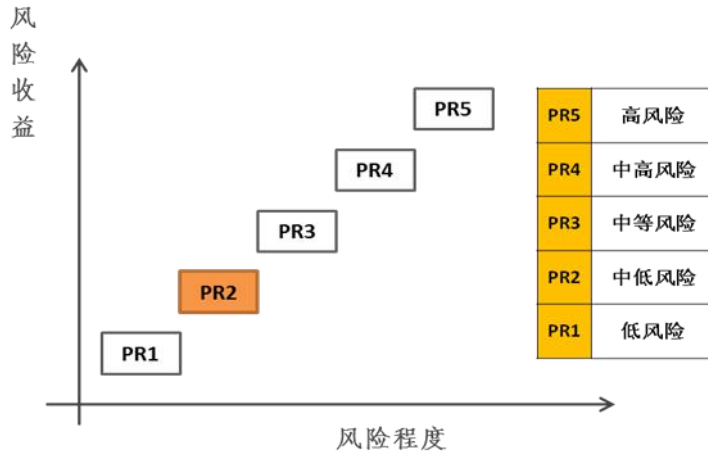 风
险
收
益
PR5
PR4
PR3
PR2
PR1
风险程度
PR5 高风险
PR4 中高风险
PR3 中等风险
PR2 中低风险
PR1 低风险